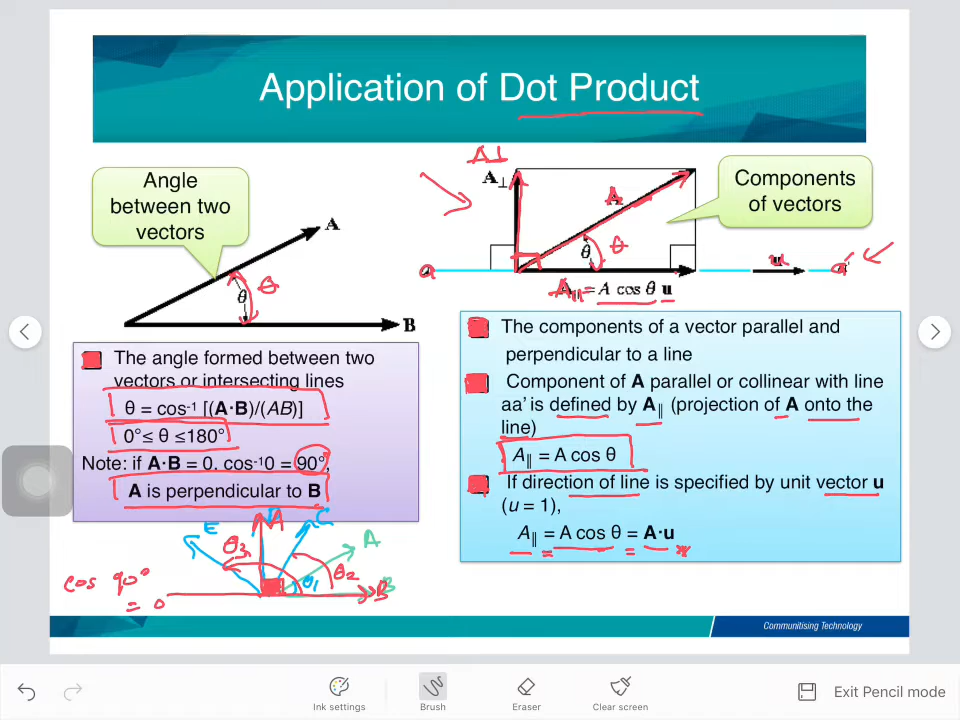 Application of Dot Product
Angle
between two
vectors
A
θ
θ
B
A⊥
A⊥
A
θ
θ
a
u
a'
A∥ = A cos θ u
Components
of vectors
The angle formed between two
vectors or intersecting lines
θ = cos⁻¹ [(A·B)/(AB)]
0°≤ θ ≤180°
Note: if A·B = 0. cos⁻¹0 = 90°,
A is perpendicular to B
The components of a vector parallel and
perpendicular to a line
Component of A parallel or collinear with line
aa' is defined by A∥ (projection of A onto the
line)
A∥ = A cos θ
If direction of line is specified by unit vector u
(u = 1),
A∥ = A cos θ = A·u
E
A
C
A
θ3
θ1
θ2
B
B
cos 90°
= 0
Communitising Technology
Ink settings
Brush
Eraser
Clear screen
Exit Pencil mode